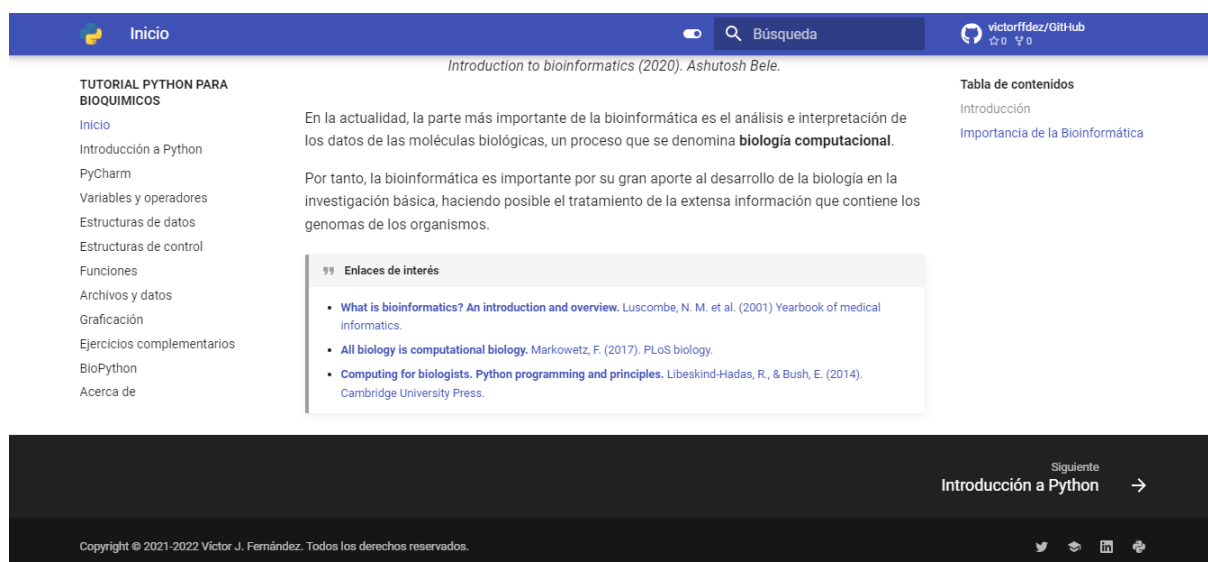 Inicio
Búsqueda
victorffdez/GitHub
0 0
TUTORIAL PYTHON PARA
BIOQUIMICOS
Inicio
Introducción a Python
PyCharm
Variables y operadores
Estructuras de datos
Estructuras de control
Funciones
Archivos y datos
Graficación
Ejercicios complementarios
BioPython
Acerca de
Introduction to bioinformatics (2020). Ashutosh Bele.
En la actualidad, la parte más importante de la bioinformática es el análisis e interpretación de
los datos de las moléculas biológicas, un proceso que se denomina biología computacional.
Por tanto, la bioinformática es importante por su gran aporte al desarrollo de la biología en la
investigación básica, haciendo posible el tratamiento de la extensa información que contiene los
genomas de los organismos.
Enlaces de interés
What is bioinformatics? An introduction and overview. Luscombe, N. M. et al. (2001) Yearbook of medical
informatics.
All biology is computational biology. Markowetz, F. (2017). PLoS biology.
Computing for biologists. Python programming and principles. Libeskind-Hadas, R., & Bush, E. (2014).
Cambridge University Press.
Tabla de contenidos
Introducción
Importancia de la Bioinformática
Siguiente
Introducción a Python
Copyright © 2021-2022 Víctor J. Fernández. Todos los derechos reservados.